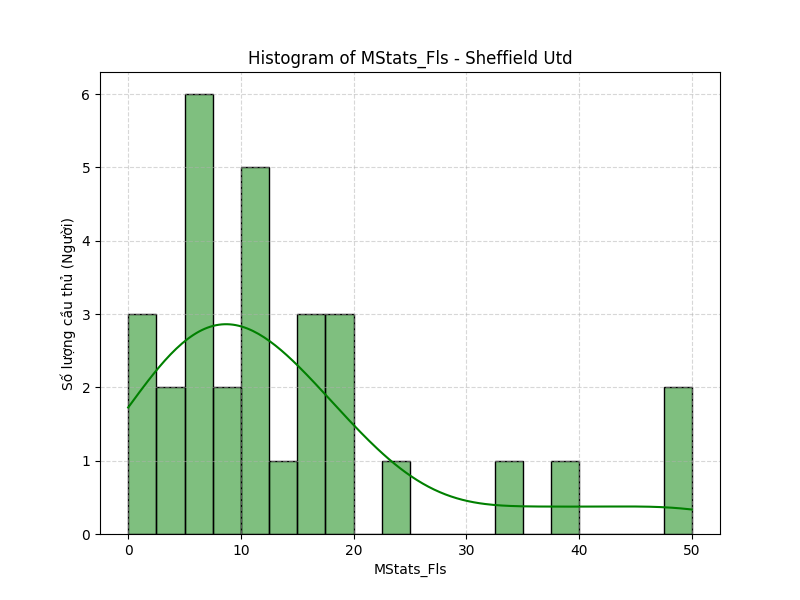 Histogram of MStats_Fls - Sheffield Utd
6
5
4
3
2
1
0
Số lượng cầu thủ (Người)
0 10 20 30 40 50
MStats_Fls